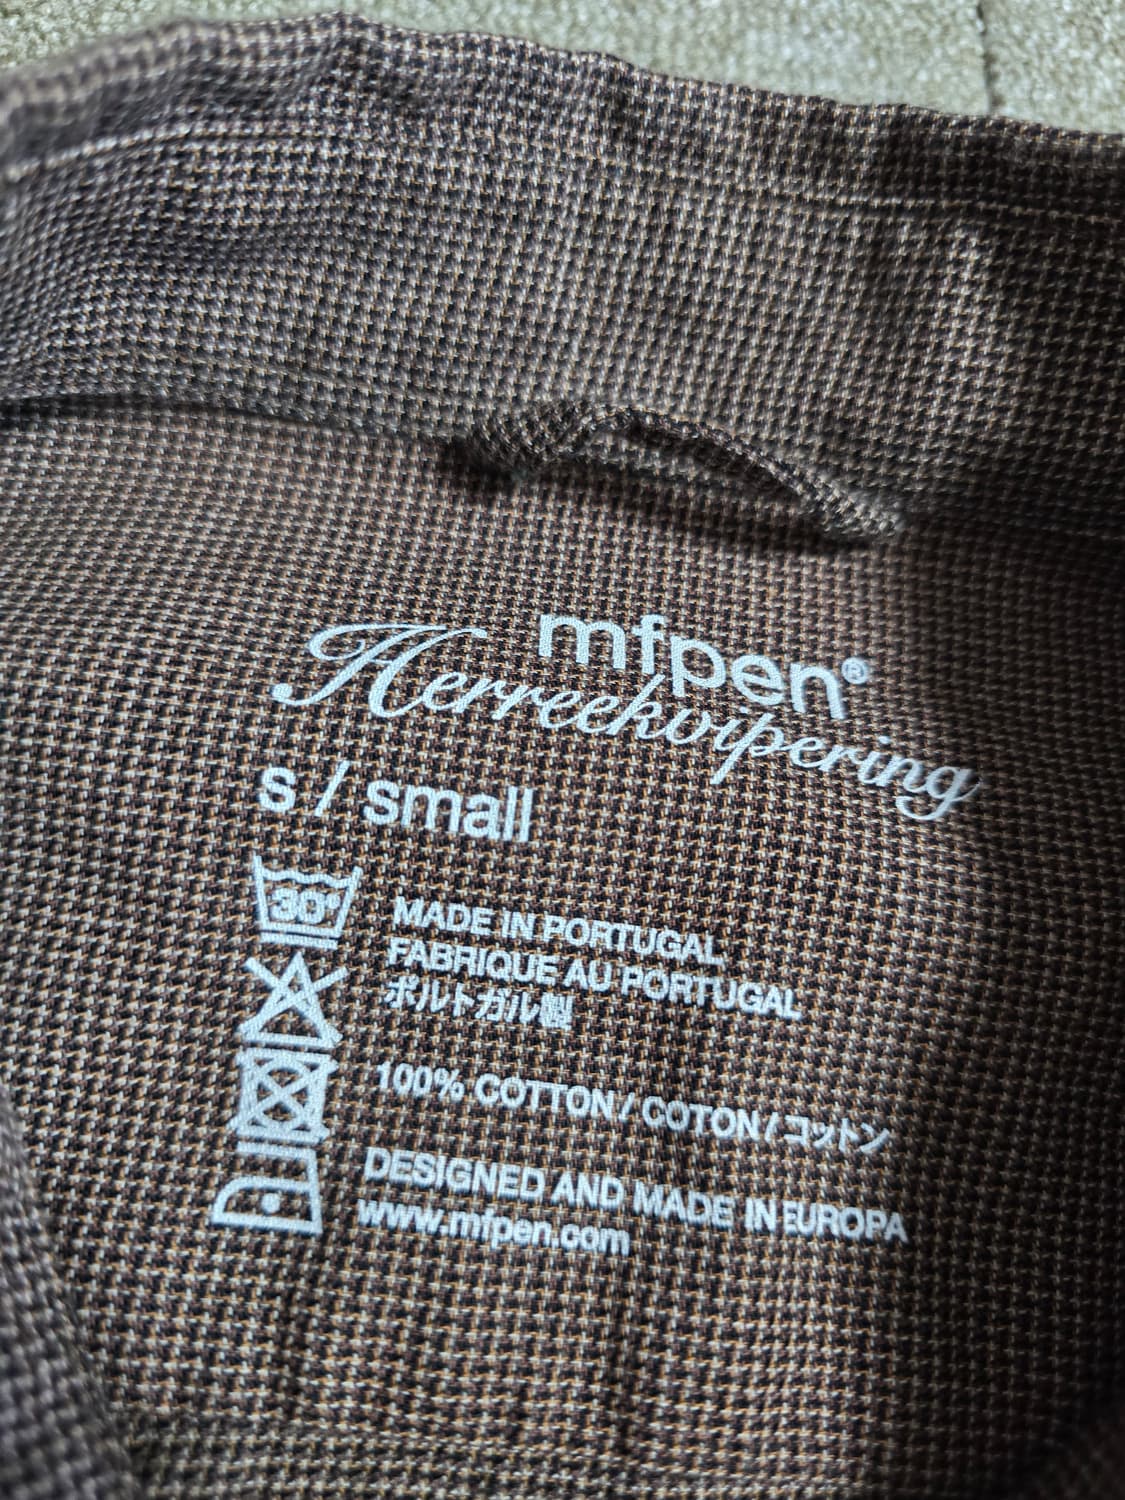 mfpen®
Herreekvipering
s / small
30°
MADE IN PORTUGAL
FABRIQUE AU PORTUGAL
ポルトガル製
100% COTTON / COTON / コットン
DESIGNED AND MADE IN EUROPA
www.mfpen.com